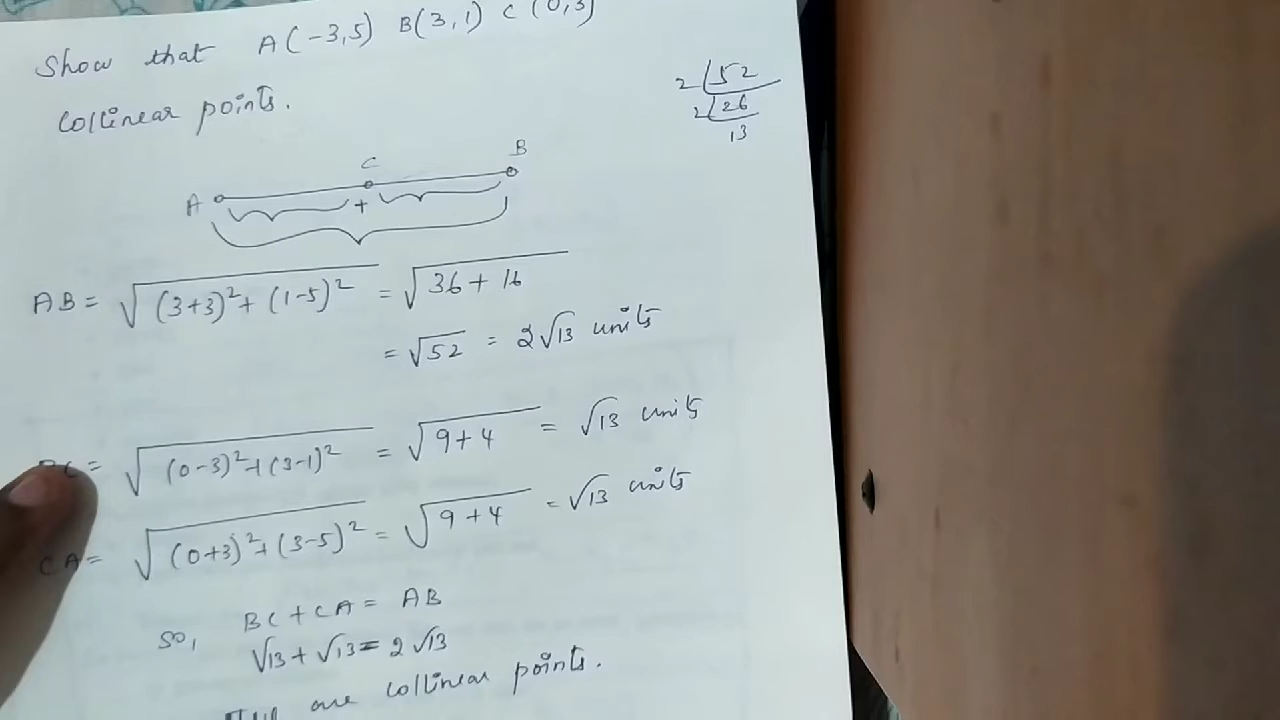 Show that A(-3,5) B(3,1) C(0,3)
collinear points.
2 52
2 26
13
C
B
A
+
AB = √(3+3)²+(1-5)² = √36+16
= √52 = 2√13 units
BC = √(0-3)²+(3-1)² = √9+4 = √13 units
CA = √(0+3)²+(3-5)² = √9+4 = √13 units
BC+CA = AB
so, √13+√13 = 2√13
are collinear points.